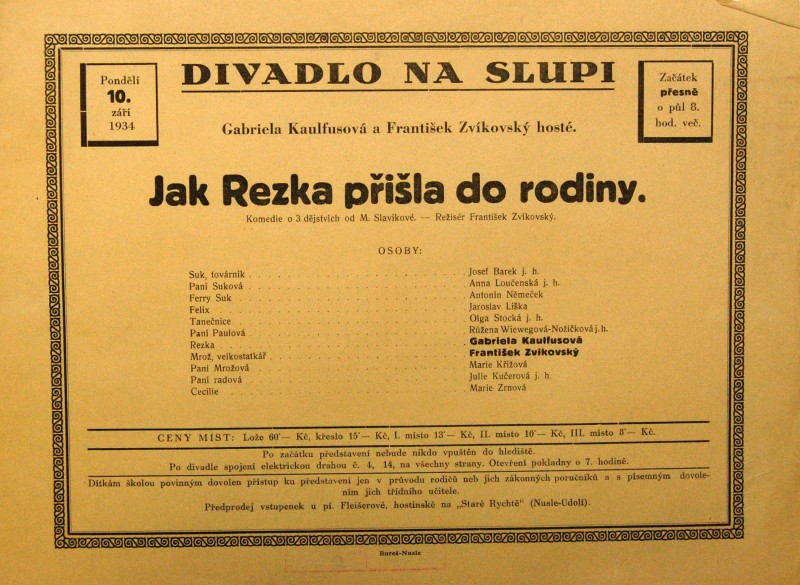 DIVADLO NA SLUPI
Pondělí
10.
září
1934
Začátek
přesně
o půl 8.
hod. več.
Gabriela Kaulfusová a František Zvíkovský hosté.
Jak Rezka přišla do rodiny.
Komedie o 3 dějstvích od M. Slavíkové. — Režisér František Zvíkovský.
OSOBY:
Suk, továrník . . . . . Josef Barek j. h.
Paní Suková . . . . . Anna Loučenská j. h.
Ferry Suk . . . . . Antonín Němeček
Felix . . . . . Jaroslav Liška
Tanečnice . . . . . Olga Stocká j. h.
Paní Paulová . . . . . Růžena Wiewegová-Nožičková j. h.
Rezka . . . . . Gabriela Kaulfusová
Mrož, velkostatkář . . . . . František Zvíkovský
Paní Mrožová . . . . . Marie Křížová
Paní radová . . . . . Julie Kučerová j. h.
Cecilie . . . . . Marie Zrnová
CENY MÍST: Lože 60·— Kč, křeslo 15·— Kč, I. místo 13·— Kč, II. místo 10·— Kč, III. místo 8·— Kč.
Po začátku představení nebude nikdo vpuštěn do hlediště.
Po divadle spojení elektrickou drahou č. 4, 14, na všechny strany. Otevření pokladny o 7. hodině.
Dítkám školou povinným dovolen přístup ku představení jen v průvodu rodičů neb jich zákonných poručníků a s písemným dovole-
ním jich třídního učitele.
Předprodej vstupenek u pí. Fleišerové, hostinské na „Staré Rychtě" (Nusle-Údolí).
Bureš-Nusle